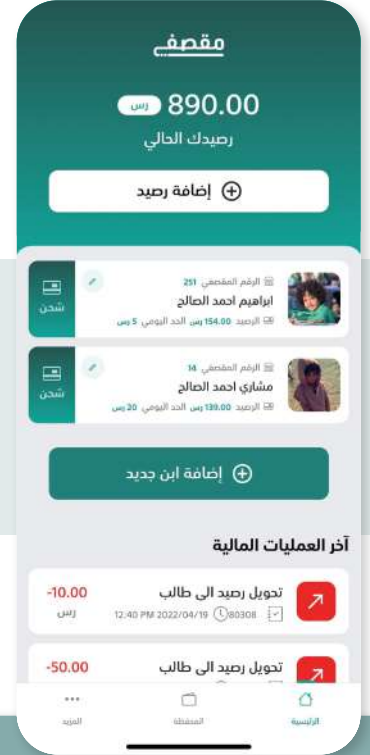 مقصفي
890.00 رس
رصيدك الحالي
إضافة رصيد
الرقم المقصفي 251
ابراهيم احمد الصالح
الرصيد 154.00 رس الحد اليومي 5 رس
شحن
الرقم المقصفي 14
مشاري احمد الصالح
الرصيد 139.00 رس الحد اليومي 20 رس
شحن
إضافة ابن جديد
آخر العمليات المالية
تحويل رصيد الى طالب
-10.00
رس
80308 12:40 PM 2022/04/19
تحويل رصيد الى طالب
-50.00
الرئيسية
المحفظة
المزيد